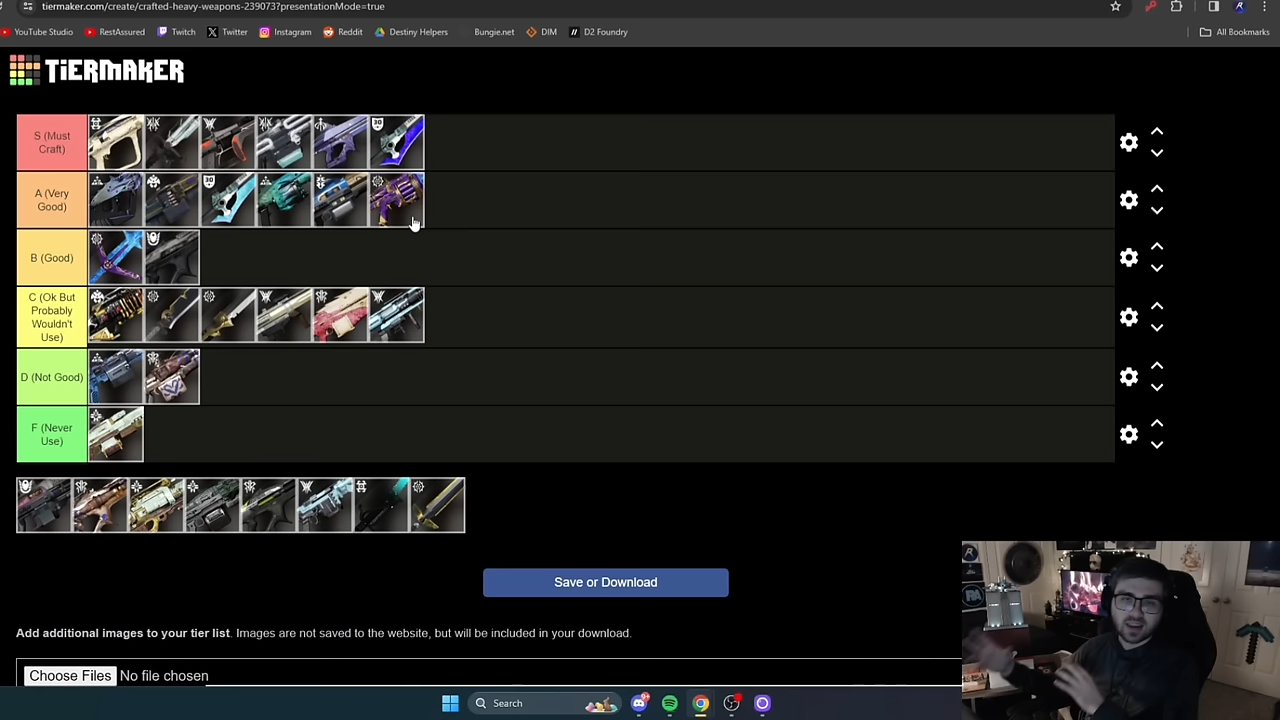 tiermaker.com/create/crafted-heavy-weapons-239073?presentationMode=true
YouTube Studio RestAssured Twitch Twitter Instagram Reddit Destiny Helpers Bungie.net DIM D2 Foundry All Bookmarks
TiERMAKER
S (Must
Craft)
30
A (Very
Good)
30
B (Good)
C (Ok But
Probably
Wouldn't
Use)
D (Not Good)
F (Never
Use)
Save or Download
Add additional images to your tier list. Images are not saved to the website, but will be included in your download.
Choose Files No file chosen
Search